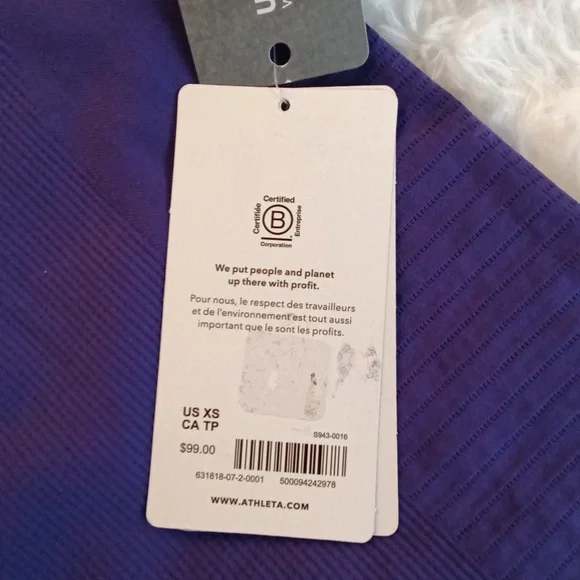 Certified
Certifiée
B
Entreprise
Corporation
We put people and planet
up there with profit.
Pour nous, le respect des travailleurs
et de l'environnement est tout aussi
important que le sont les profits.
US XS
CA TP
S943-0016
$99.00
631818-07-2-0001 500094242978
WWW.ATHLETA.COM